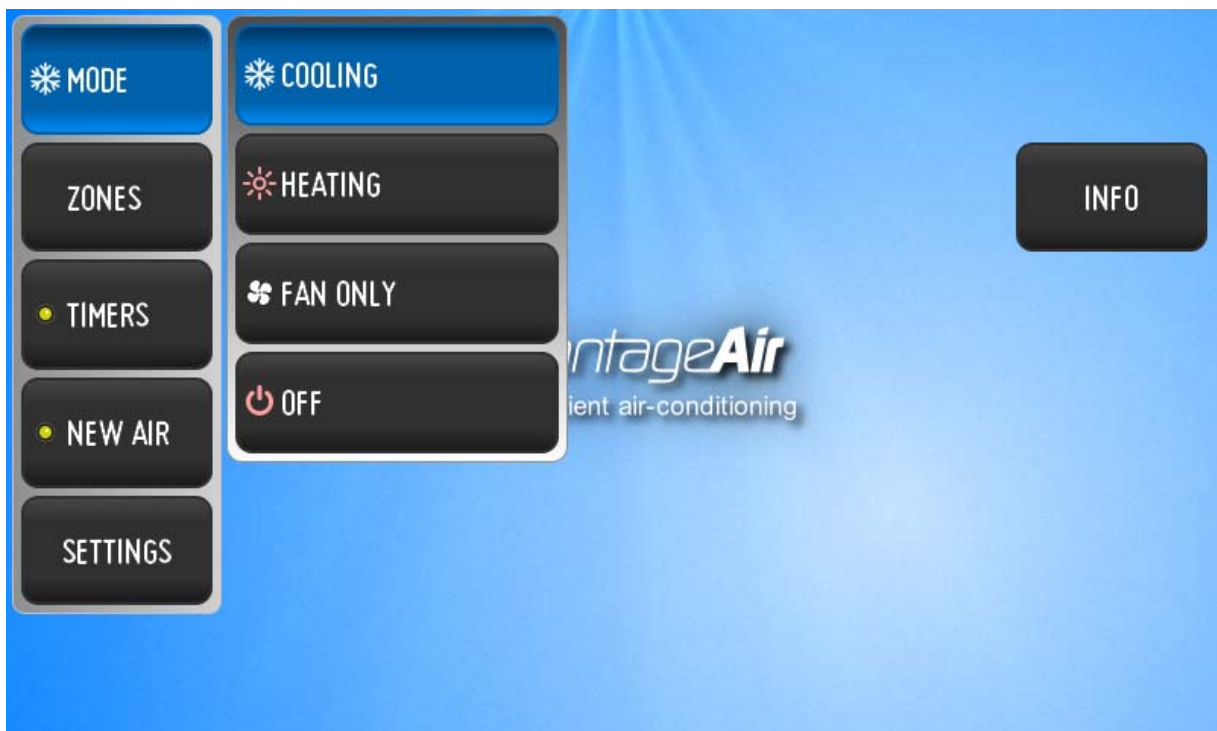 MODE
ZONES
TIMERS
NEW AIR
SETTINGS
COOLING
HEATING
FAN ONLY
OFF
INFO
ntageAir
ient air-conditioning